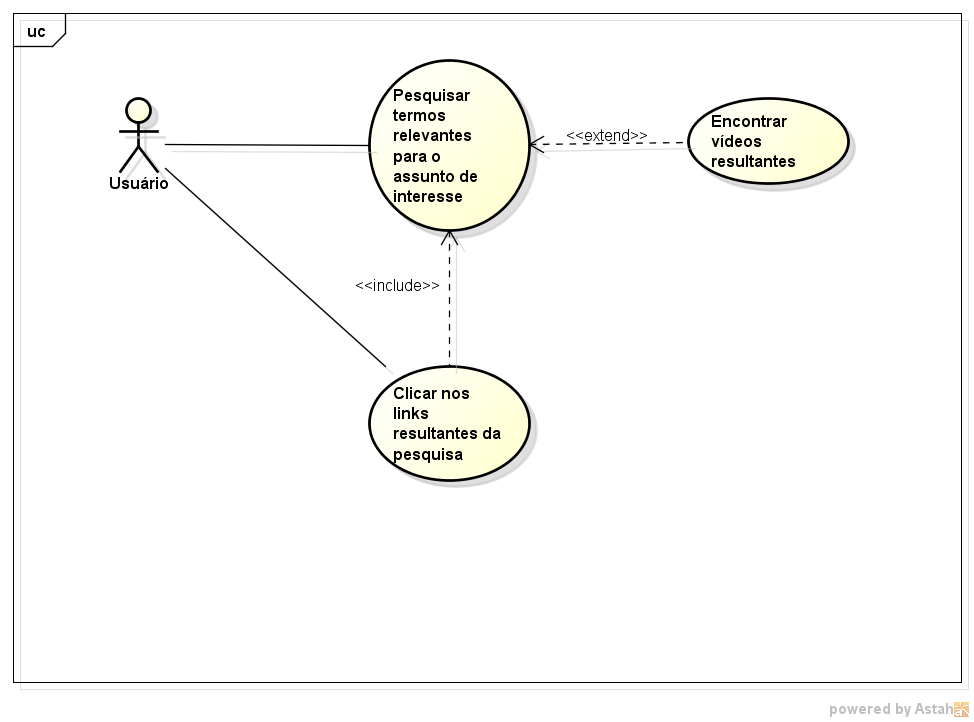 uc
Pesquisar
termos
relevantes
para o
assunto de
interesse
<<extend>>
Encontrar
vídeos
resultantes
Usuário
<<include>>
Clicar nos
links
resultantes da
pesquisa
powered by Astah